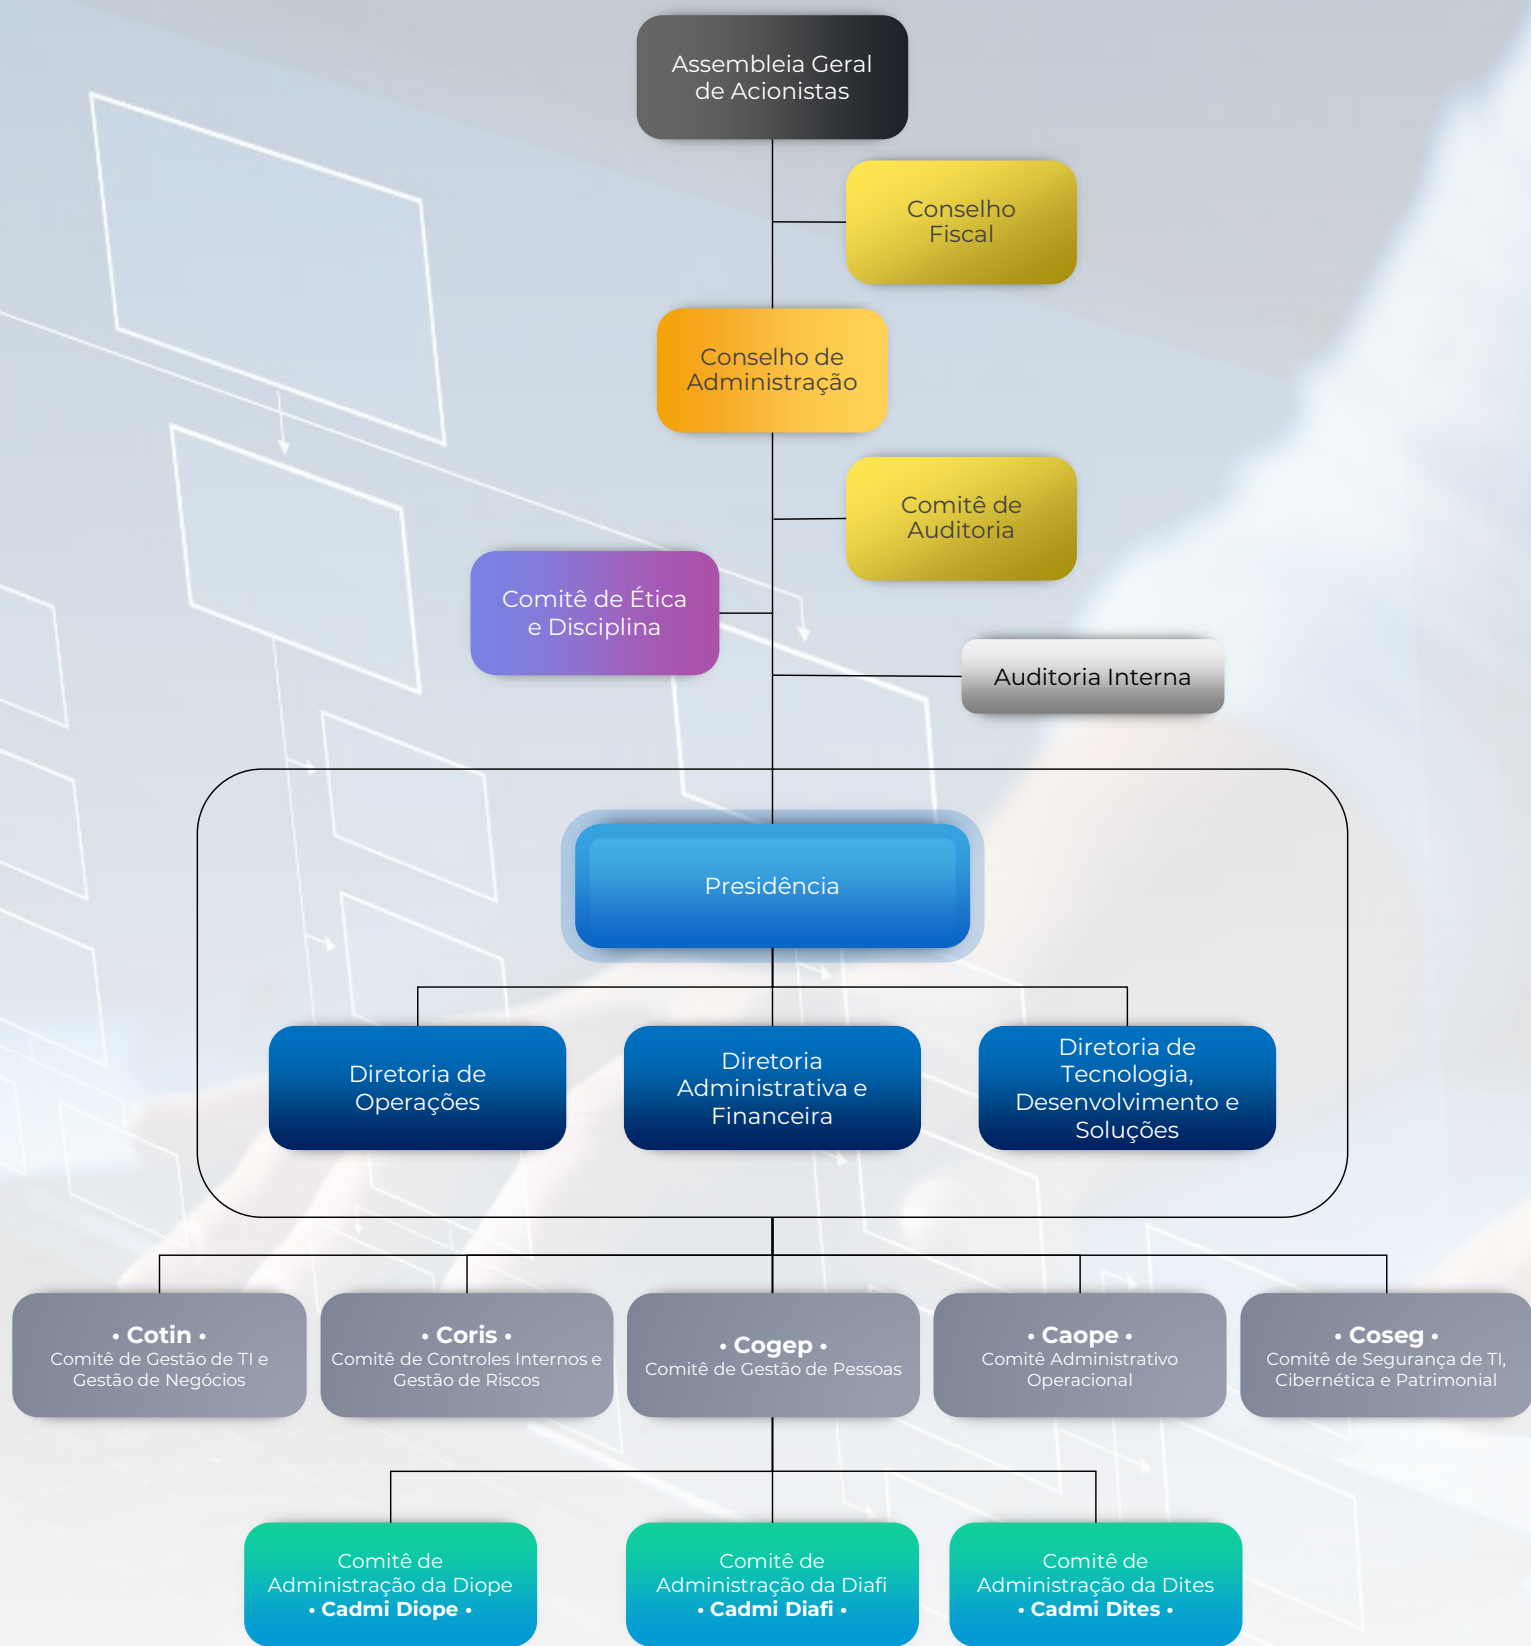 Assembleia Geral
de Acionistas
Conselho
Fiscal
Conselho de
Administração
Comitê de
Auditoria
Comitê de Ética
e Disciplina
Auditoria Interna
Presidência
Diretoria de
Operações
Diretoria
Administrativa e
Financeira
Diretoria de
Tecnologia,
Desenvolvimento e
Soluções
• Cotin •
Comitê de Gestão de TI e
Gestão de Negócios
• Coris •
Comitê de Controles Internos e
Gestão de Riscos
• Cogep •
Comitê de Gestão de Pessoas
• Caope •
Comitê Administrativo
Operacional
• Coseg •
Comitê de Segurança de TI,
Cibernética e Patrimonial
Comitê de
Administração da Diope
• Cadmi Diope •
Comitê de
Administração da Diafi
• Cadmi Diafi •
Comitê de
Administração da Dites
• Cadmi Dites •